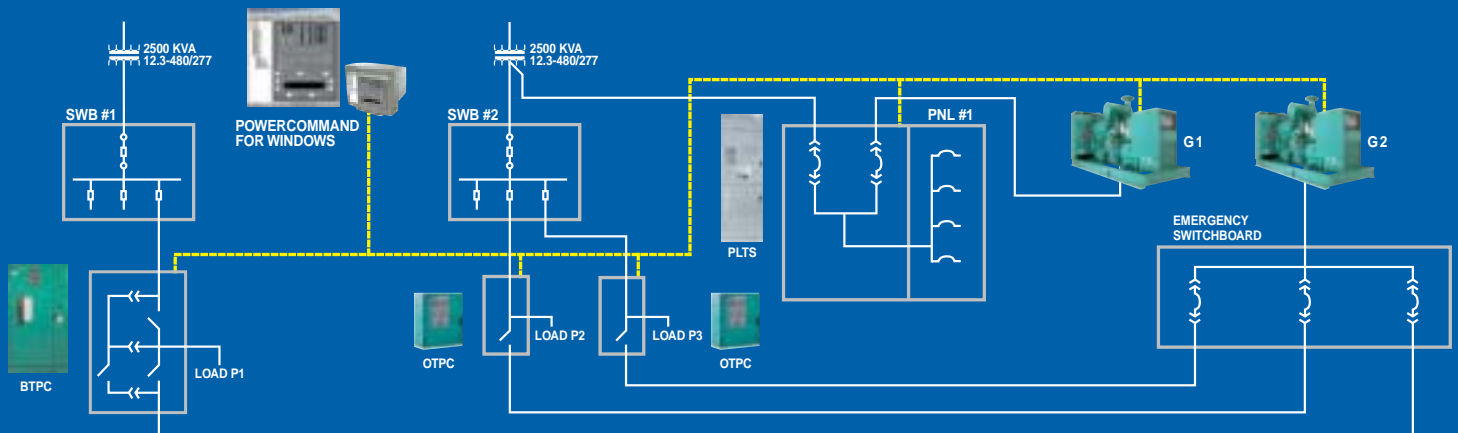 2500 KVA
12.3-480/277
SWB #1
POWERCOMMAND
FOR WINDOWS
2500 KVA
12.3-480/277
SWB #2
PNL #1
G1
G2
PLTS
EMERGENCY
SWITCHBOARD
BTPC
LOAD P1
OTPC
LOAD P2
LOAD P3
OTPC